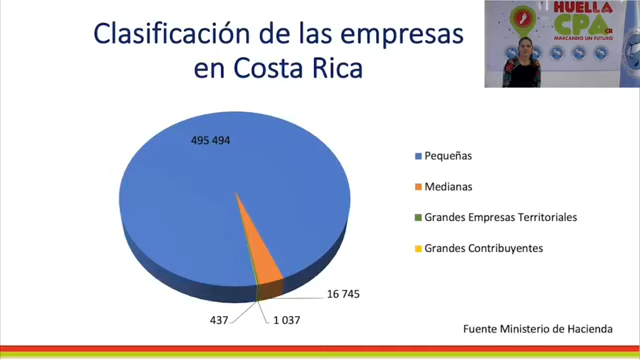 Clasificación de las empresas
en Costa Rica
HUELLA
CPA CR
MARCANDO UN FUTURO
495 494
Pequeñas
Medianas
Grandes Empresas Territoriales
Grandes Contribuyentes
16 745
437
1 037
Fuente Ministerio de Hacienda